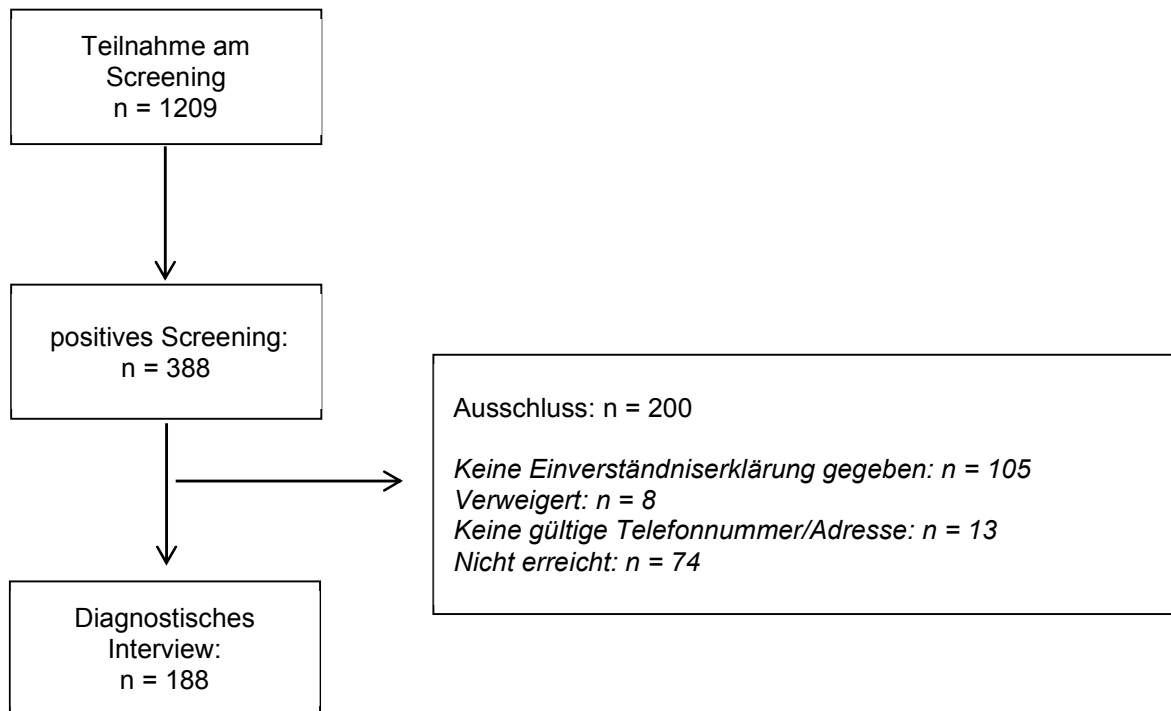 Teilnahme am
Screening
n = 1209
positives Screening:
n = 388
Ausschluss: n = 200
Keine Einverständniserklärung gegeben: n = 105
Verweigert: n = 8
Keine gültige Telefonnummer/Adresse: n = 13
Nicht erreicht: n = 74
Diagnostisches
Interview:
n = 188